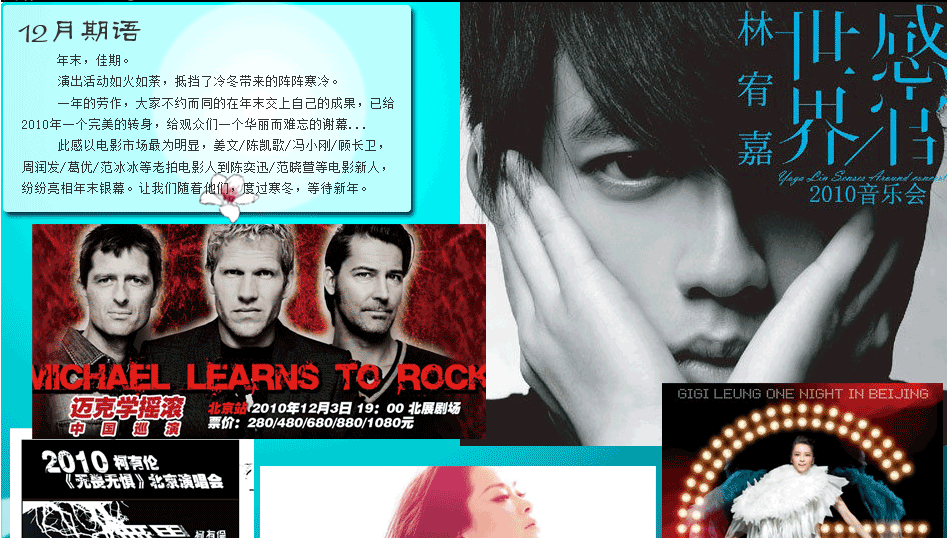 12月期语
年末，佳期。
演出活动如火如荼，抵挡了冷冬带来的阵阵寒冷。
一年的劳作，大家不约而同的在年末交上自己的成果，已给
2010年一个完美的转身，给观众们一个华丽而难忘的谢幕...
此感以电影市场最为明显，姜文/陈凯歌/冯小刚/顾长卫，
周润发/葛优/范冰冰等老拍电影人到陈奕迅/范晓萱等电影新人，
纷纷亮相年末银幕。让我们随着他们，度过寒冬，等待新年。
林宥嘉
感官世界
Yoga Lin Senses Around concert
2010音乐会
MICHAEL LEARNS TO ROCK
迈克学摇滚
中国巡演
北京站 2010年12月3日 19：00 北展剧场
票价：280/480/680/880/1080元
GIGI LEUNG ONE NIGHT IN BEIJING
2010 柯有伦
《无畏无惧》北京演唱会